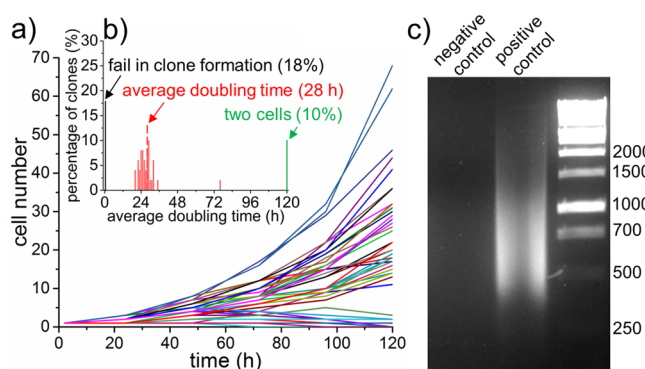 a)
b)
c)
cell number
70
60
50
40
30
20
10
0
0 20 40 60 80 100 120
time (h)
percentage of clones (%)
30
25
20
15
10
5
0
fail in clone formation (18%)
average doubling time (28 h)
two cells (10%)
24 48 72 96 120
average doubling time (h)
negative
control
positive
control
2000
1500
1000
700
500
250